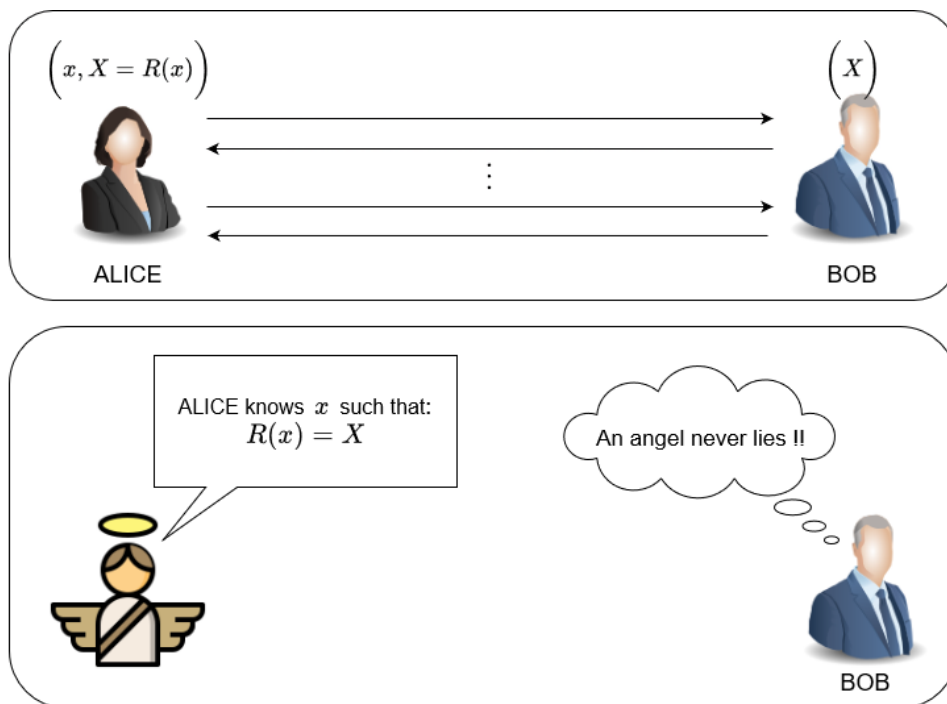 (x, X = R(x))
(X)
⋮
ALICE
BOB
ALICE knows x such that:
R(x) = X
An angel never lies !!
BOB